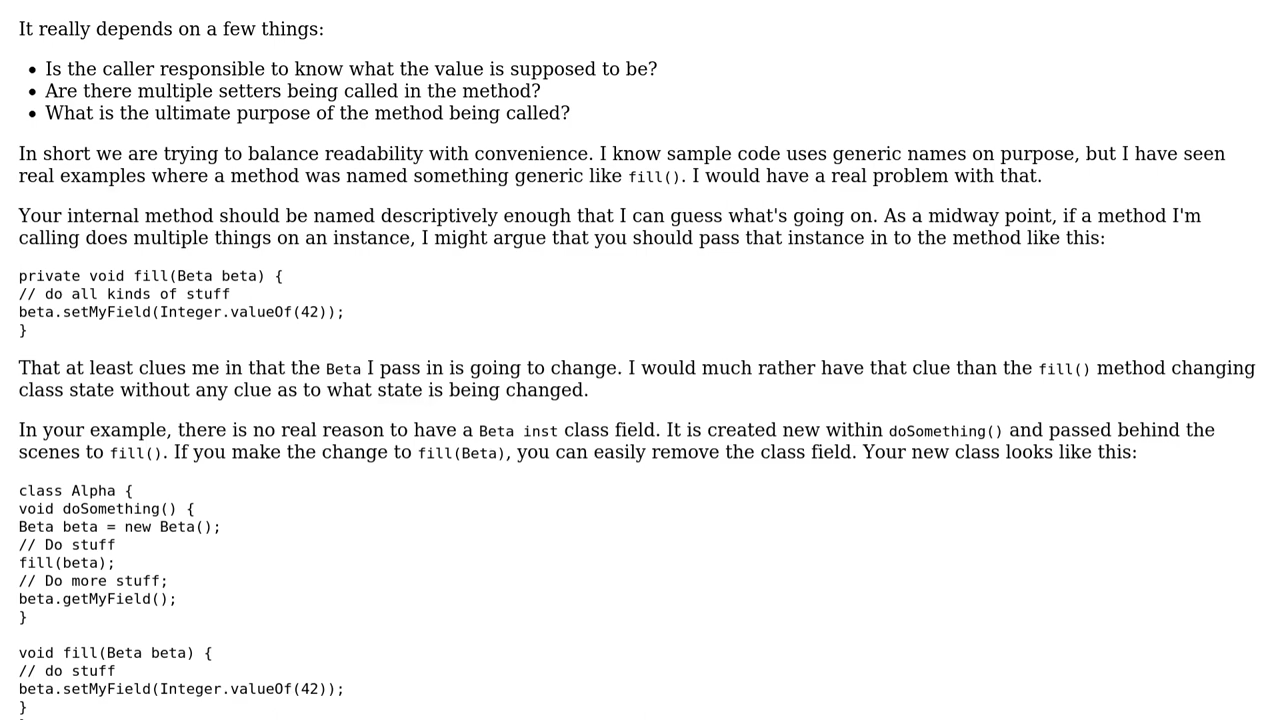 It really depends on a few things:
• Is the caller responsible to know what the value is supposed to be?
• Are there multiple setters being called in the method?
• What is the ultimate purpose of the method being called?
In short we are trying to balance readability with convenience. I know sample code uses generic names on purpose, but I have seen
real examples where a method was named something generic like fill(). I would have a real problem with that.
Your internal method should be named descriptively enough that I can guess what's going on. As a midway point, if a method I'm
calling does multiple things on an instance, I might argue that you should pass that instance in to the method like this:
private void fill(Beta beta) {
// do all kinds of stuff
beta.setMyField(Integer.valueOf(42));
}
That at least clues me in that the Beta I pass in is going to change. I would much rather have that clue than the fill() method changing
class state without any clue as to what state is being changed.
In your example, there is no real reason to have a Beta inst class field. It is created new within doSomething() and passed behind the
scenes to fill(). If you make the change to fill(Beta), you can easily remove the class field. Your new class looks like this:
class Alpha {
void doSomething() {
Beta beta = new Beta();
// Do stuff
fill(beta);
// Do more stuff;
beta.getMyField();
}
void fill(Beta beta) {
// do stuff
beta.setMyField(Integer.valueOf(42));
}